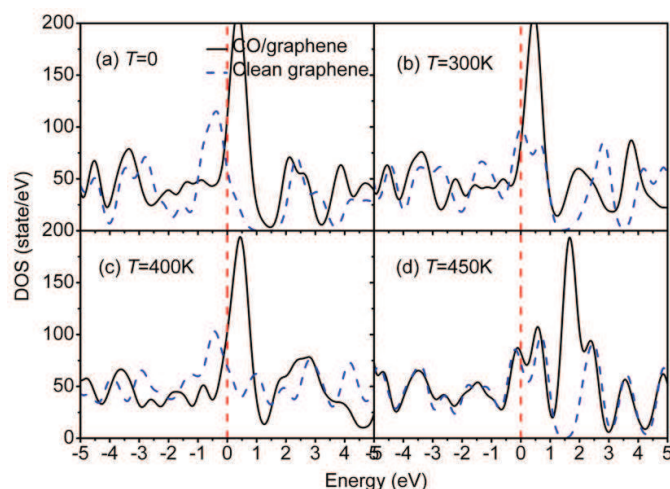 200
CO/graphene
(a) T=0
Clean graphene
(b) T=300K
150
100
50
200
(c) T=400K
(d) T=450K
150
100
50
0
DOS (state/eV)
-5 -4 -3 -2 -1 0 1 2 3 4 -5 -4 -3 -2 -1 0 1 2 3 4 5
Energy (eV)